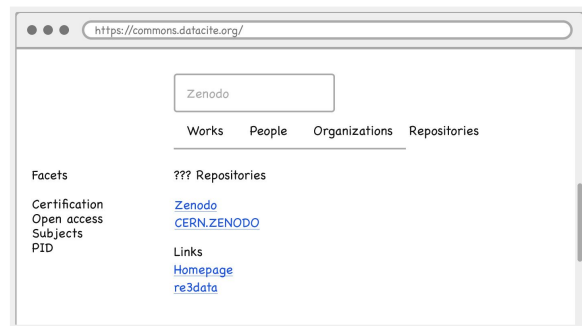 https://commons.datacite.org/
Zenodo
Works People Organizations Repositories
Facets
Certification
Open access
Subjects
PID
??? Repositories
Zenodo
CERN.ZENODO
Links
Homepage
re3data